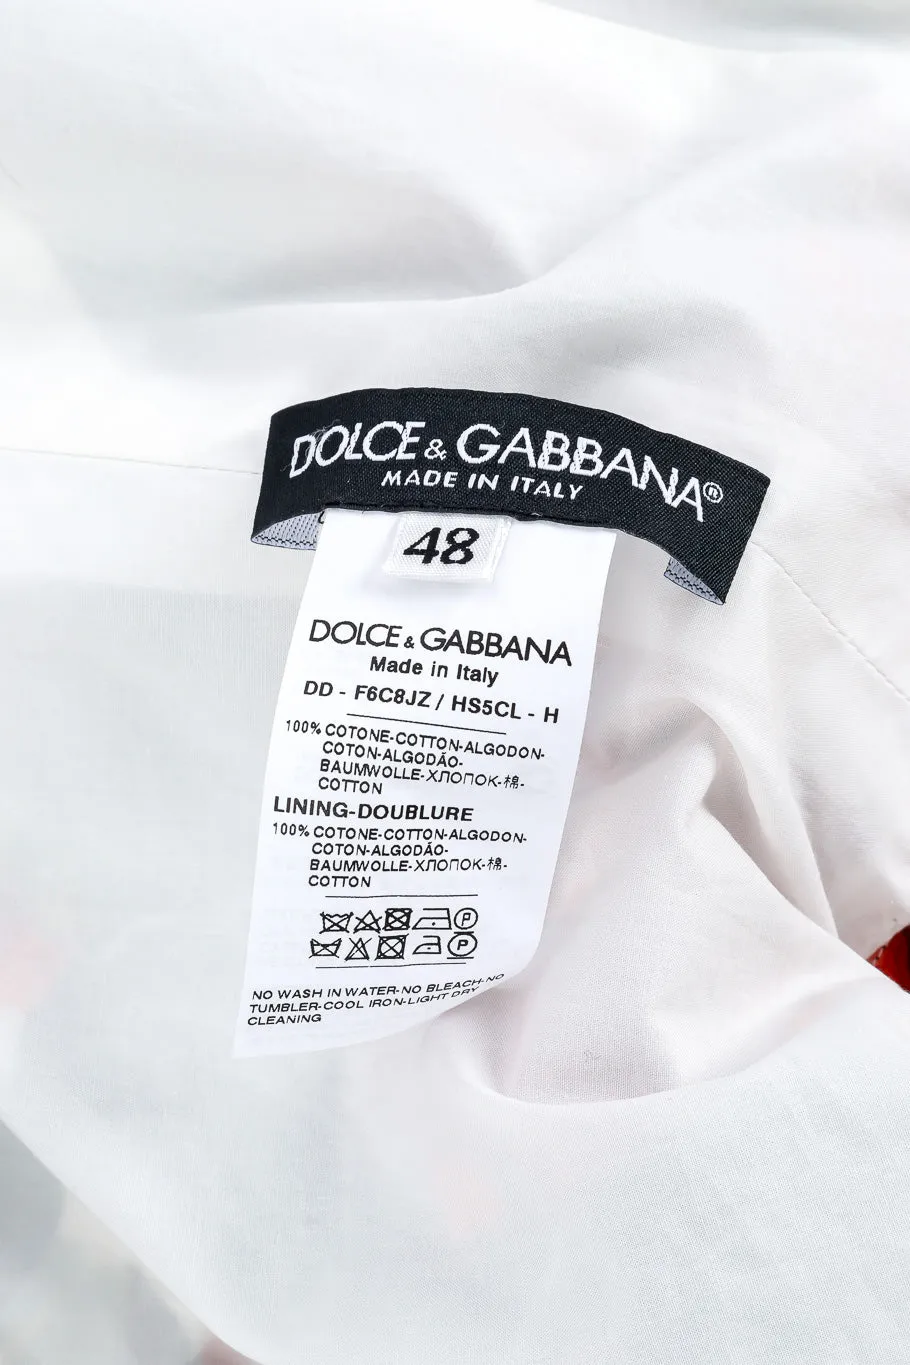 DOLCE & GABBANA®
MADE IN ITALY
48
DOLCE & GABBANA
Made in Italy
DD - F6C8JZ / HS5CL - H
100% COTONE-COTTON-ALGODON-
COTON-ALGODÃO-
BAUMWOLLE-ХЛОПОК-棉-
COTTON
LINING-DOUBLURE
100% COTONE-COTTON-ALGODON-
COTON-ALGODÃO-
BAUMWOLLE-ХЛОПОК-棉-
COTTON
P
P
NO WASH IN WATER-NO BLEACH-NO
TUMBLER-COOL IRON-LIGHT DRY
CLEANING